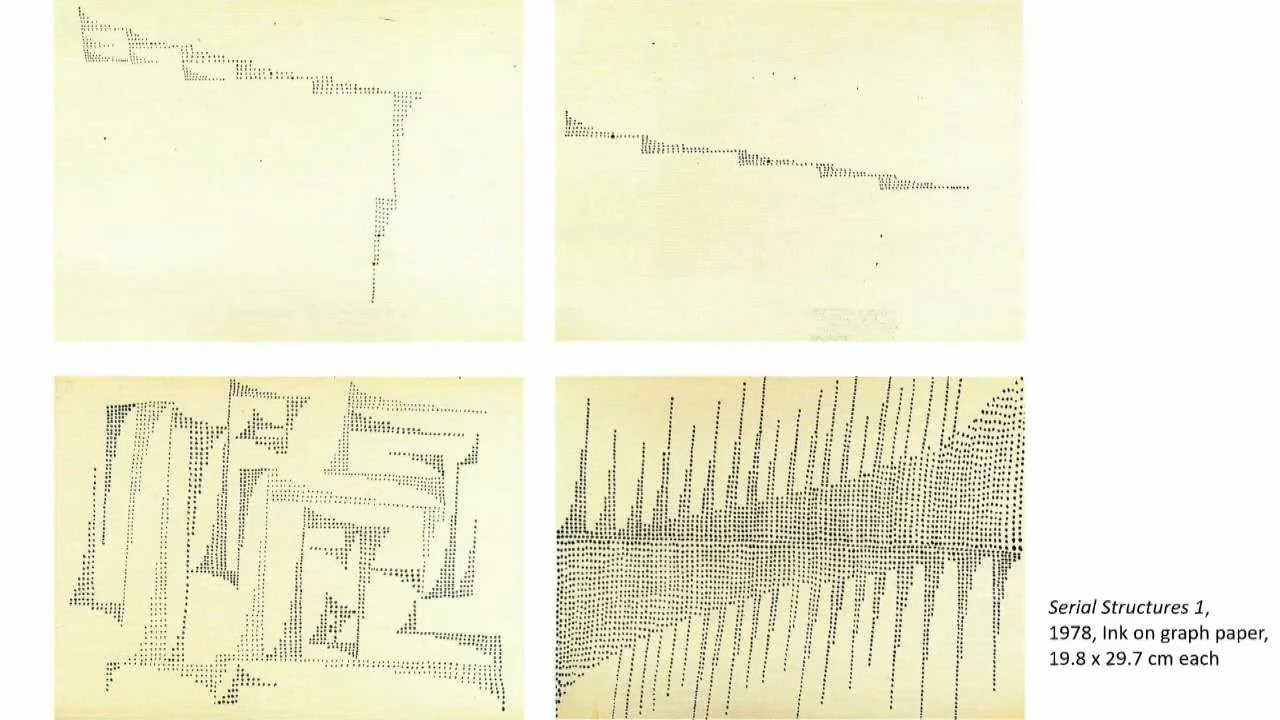 Serial Structures 1,
1978, Ink on graph paper,
19.8 x 29.7 cm each